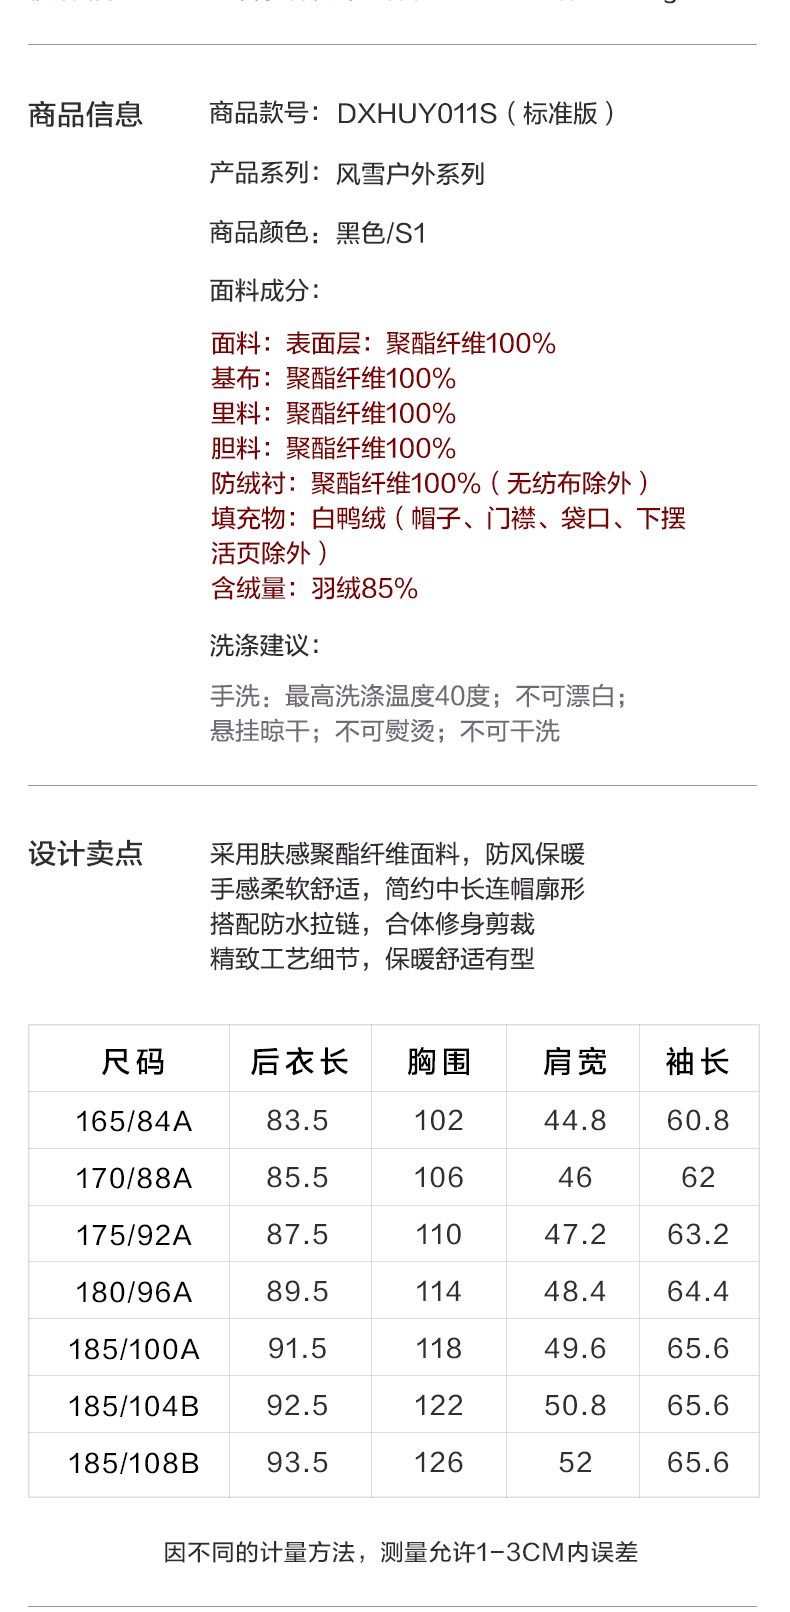 商品信息
商品款号：DXHUY011S（标准版）
产品系列：风雪户外系列
商品颜色：黑色/S1
面料成分：
面料：表面层：聚酯纤维100%
基布：聚酯纤维100%
里料：聚酯纤维100%
胆料：聚酯纤维100%
防绒衬：聚酯纤维100%（无纺布除外）
填充物：白鸭绒（帽子、门襟、袋口、下摆
活页除外）
含绒量：羽绒85%
洗涤建议：
手洗；最高洗涤温度40度；不可漂白；
悬挂晾干；不可熨烫；不可干洗
设计卖点
采用肤感聚酯纤维面料，防风保暖
手感柔软舒适，简约中长连帽廓形
搭配防水拉链，合体修身剪裁
精致工艺细节，保暖舒适有型
尺码 后衣长 胸围 肩宽 袖长
165/84A 83.5 102 44.8 60.8
170/88A 85.5 106 46 62
175/92A 87.5 110 47.2 63.2
180/96A 89.5 114 48.4 64.4
185/100A 91.5 118 49.6 65.6
185/104B 92.5 122 50.8 65.6
185/108B 93.5 126 52 65.6
因不同的计量方法，测量允许1-3CM内误差